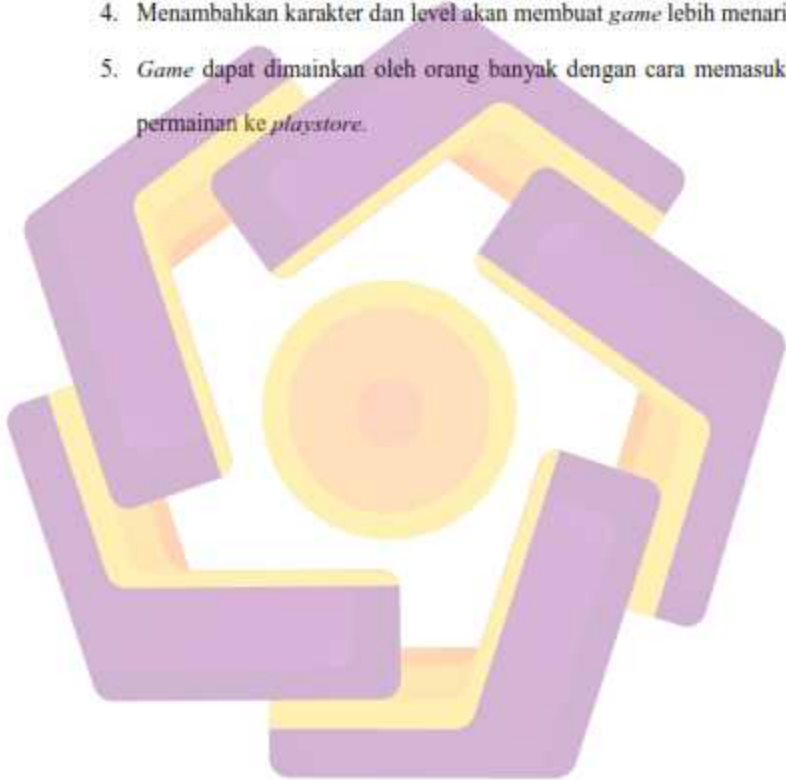 4. Menambahkan karakter dan level akan membuat game lebih menari
5. Game dapat dimainkan oleh orang banyak dengan cara memasuk
permainan ke playstore.